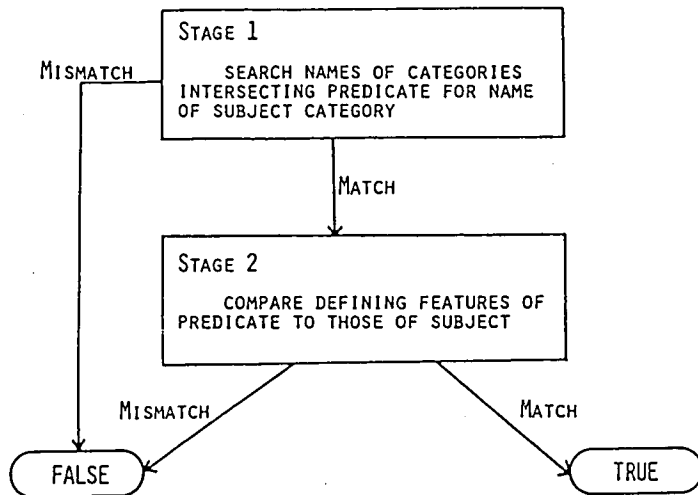 STAGE 1
MISMATCH
SEARCH NAMES OF CATEGORIES
INTERSECTING PREDICATE FOR NAME
OF SUBJECT CATEGORY
MATCH
STAGE 2
COMPARE DEFINING FEATURES OF
PREDICATE TO THOSE OF SUBJECT
MISMATCH
MATCH
FALSE
TRUE